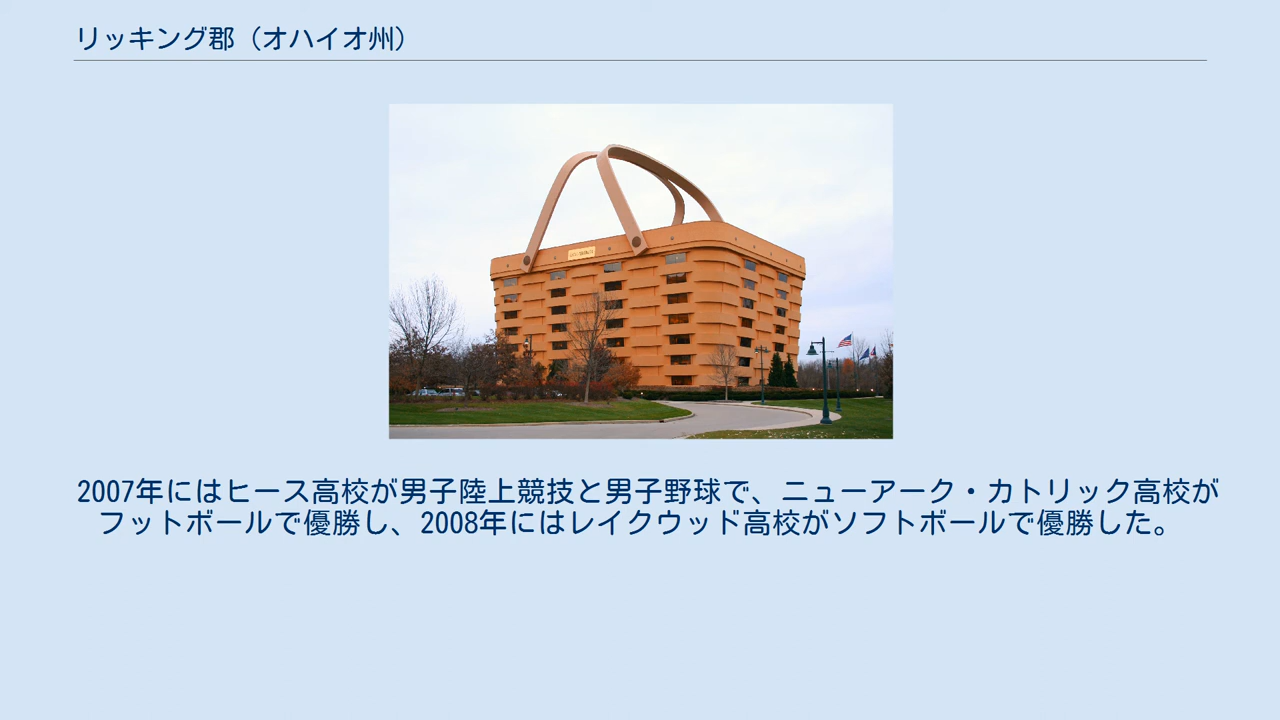 リッキング郡（オハイオ州）
2007年にはヒース高校が男子陸上競技と男子野球で、ニューアーク・カトリック高校が
フットボールで優勝し、2008年にはレイクウッド高校がソフトボールで優勝した。